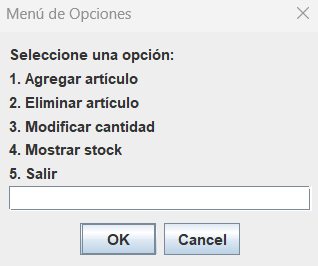 Menú de Opciones
Seleccione una opción:
1. Agregar artículo
2. Eliminar artículo
3. Modificar cantidad
4. Mostrar stock
5. Salir
OK Cancel